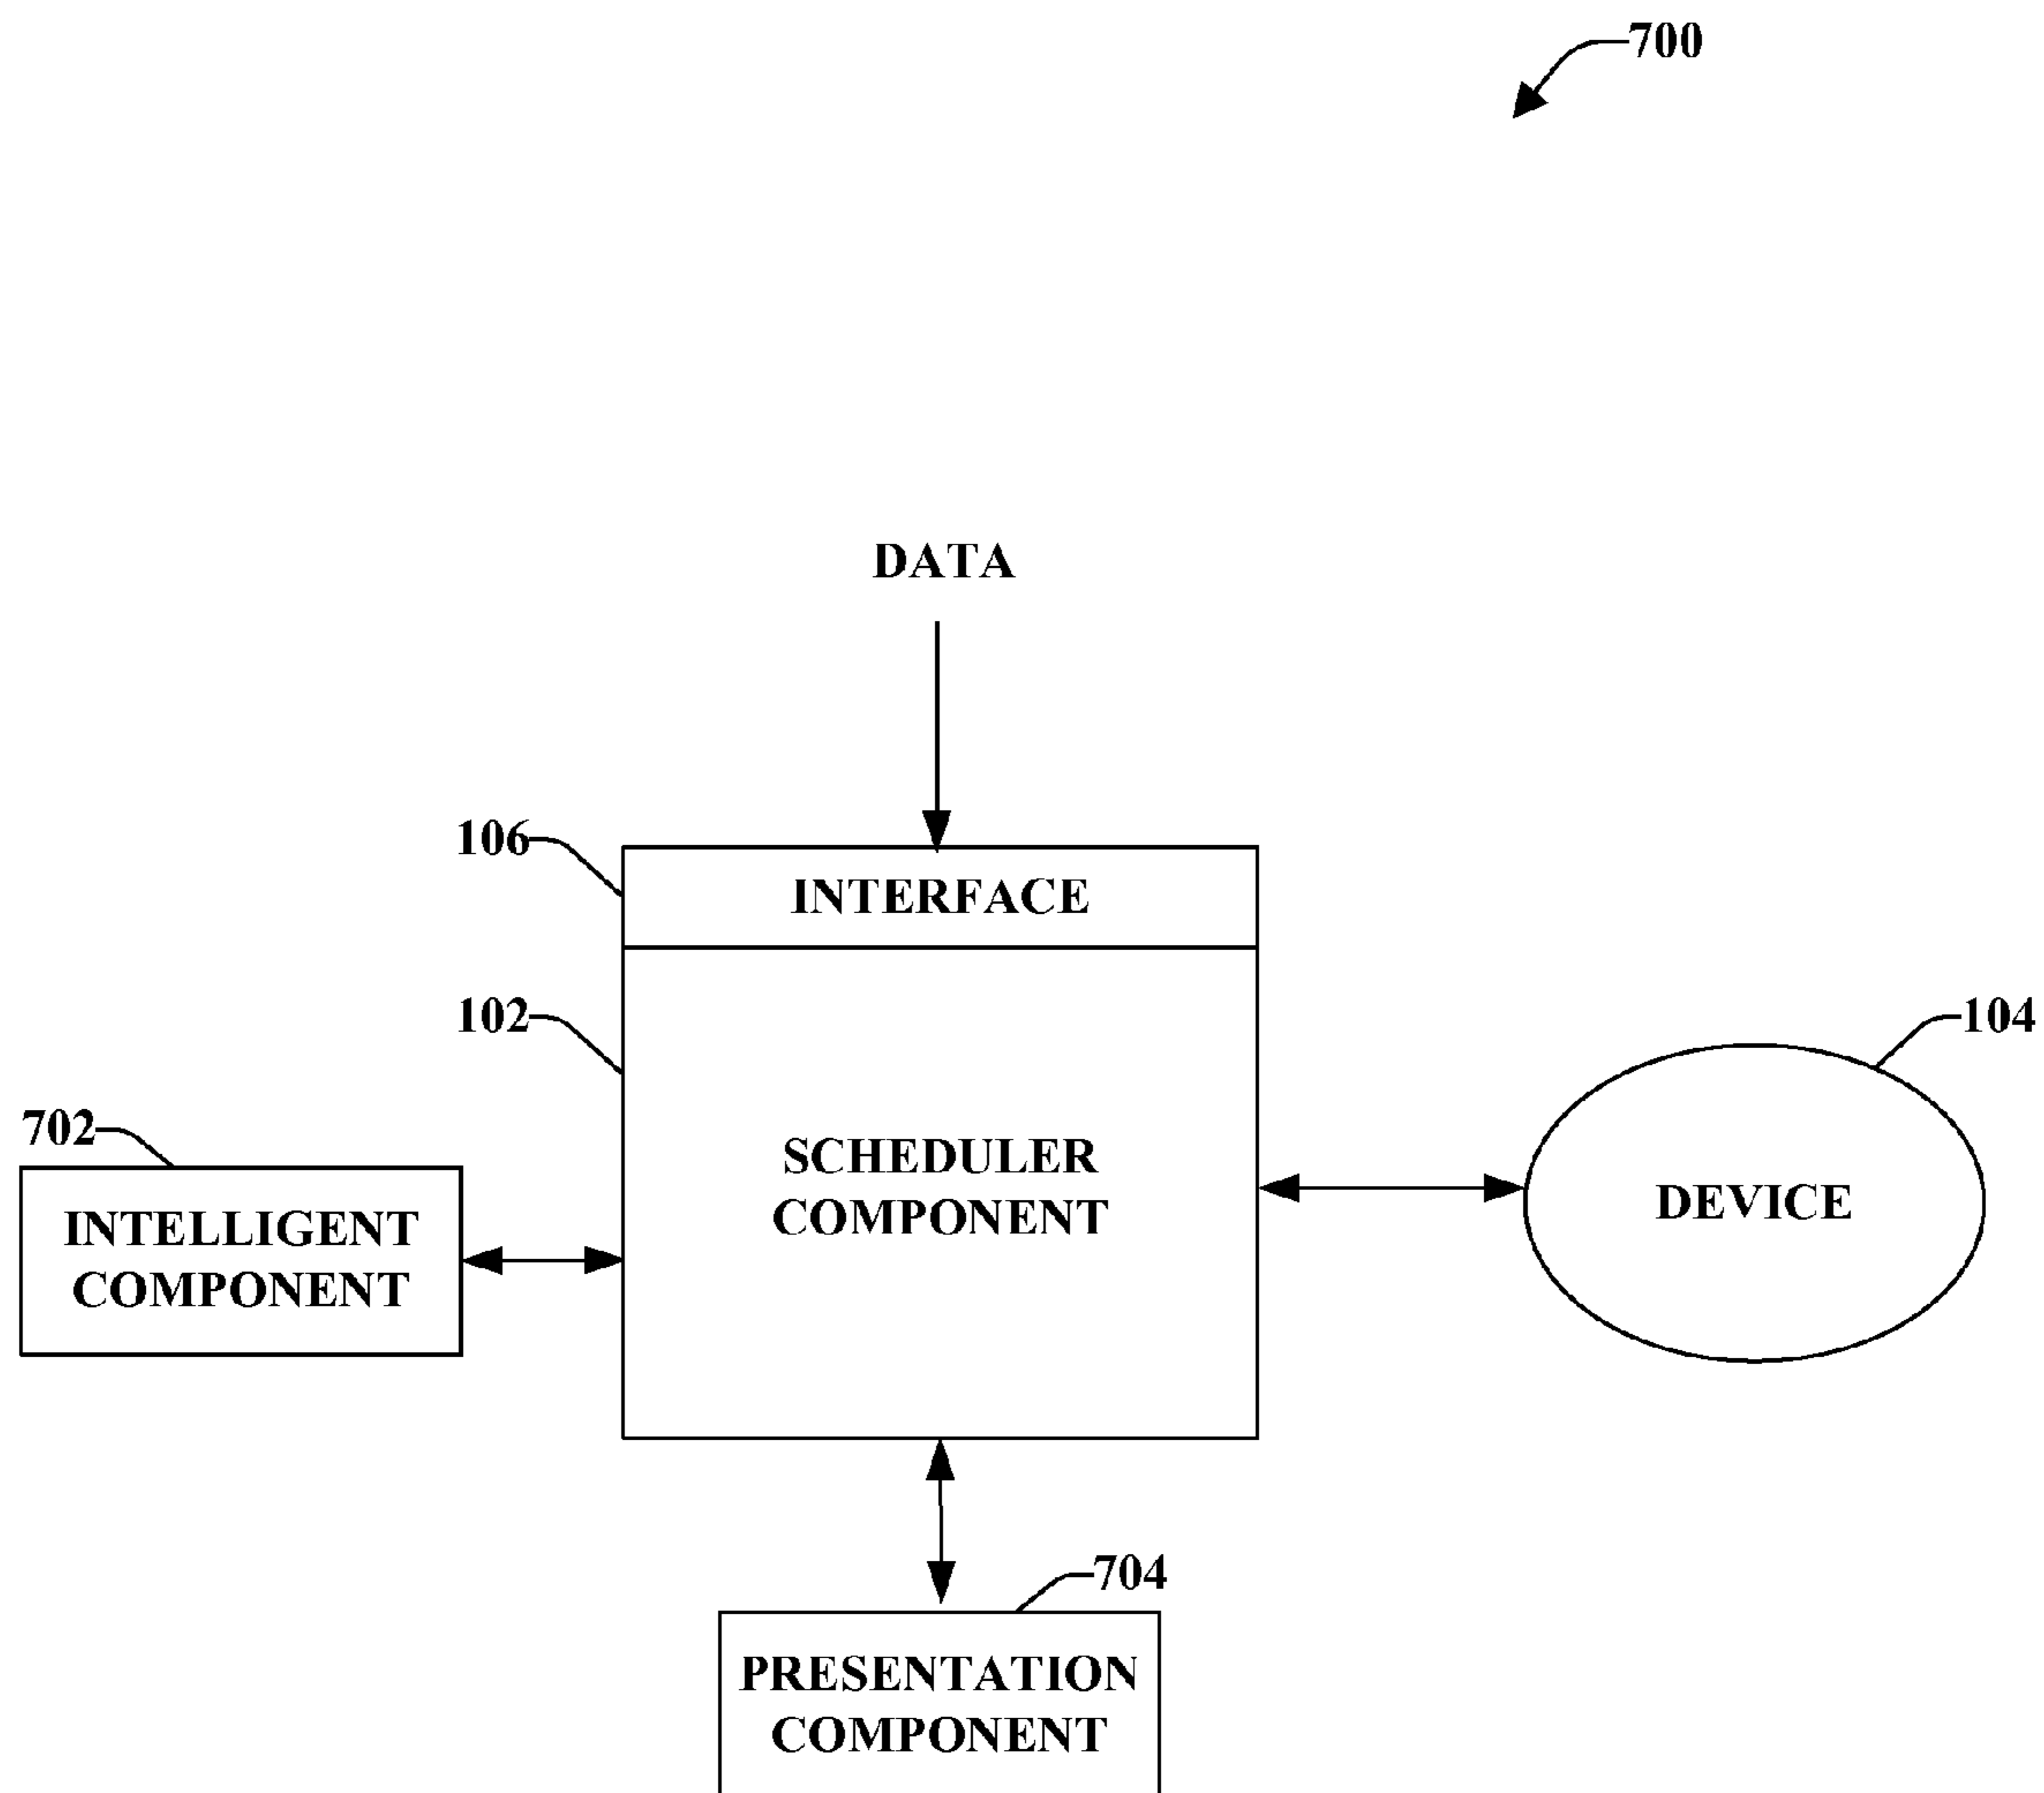 700
DATA
106
INTERFACE
102
104
702
SCHEDULER
COMPONENT
DEVICE
INTELLIGENT
COMPONENT
704
PRESENTATION
COMPONENT